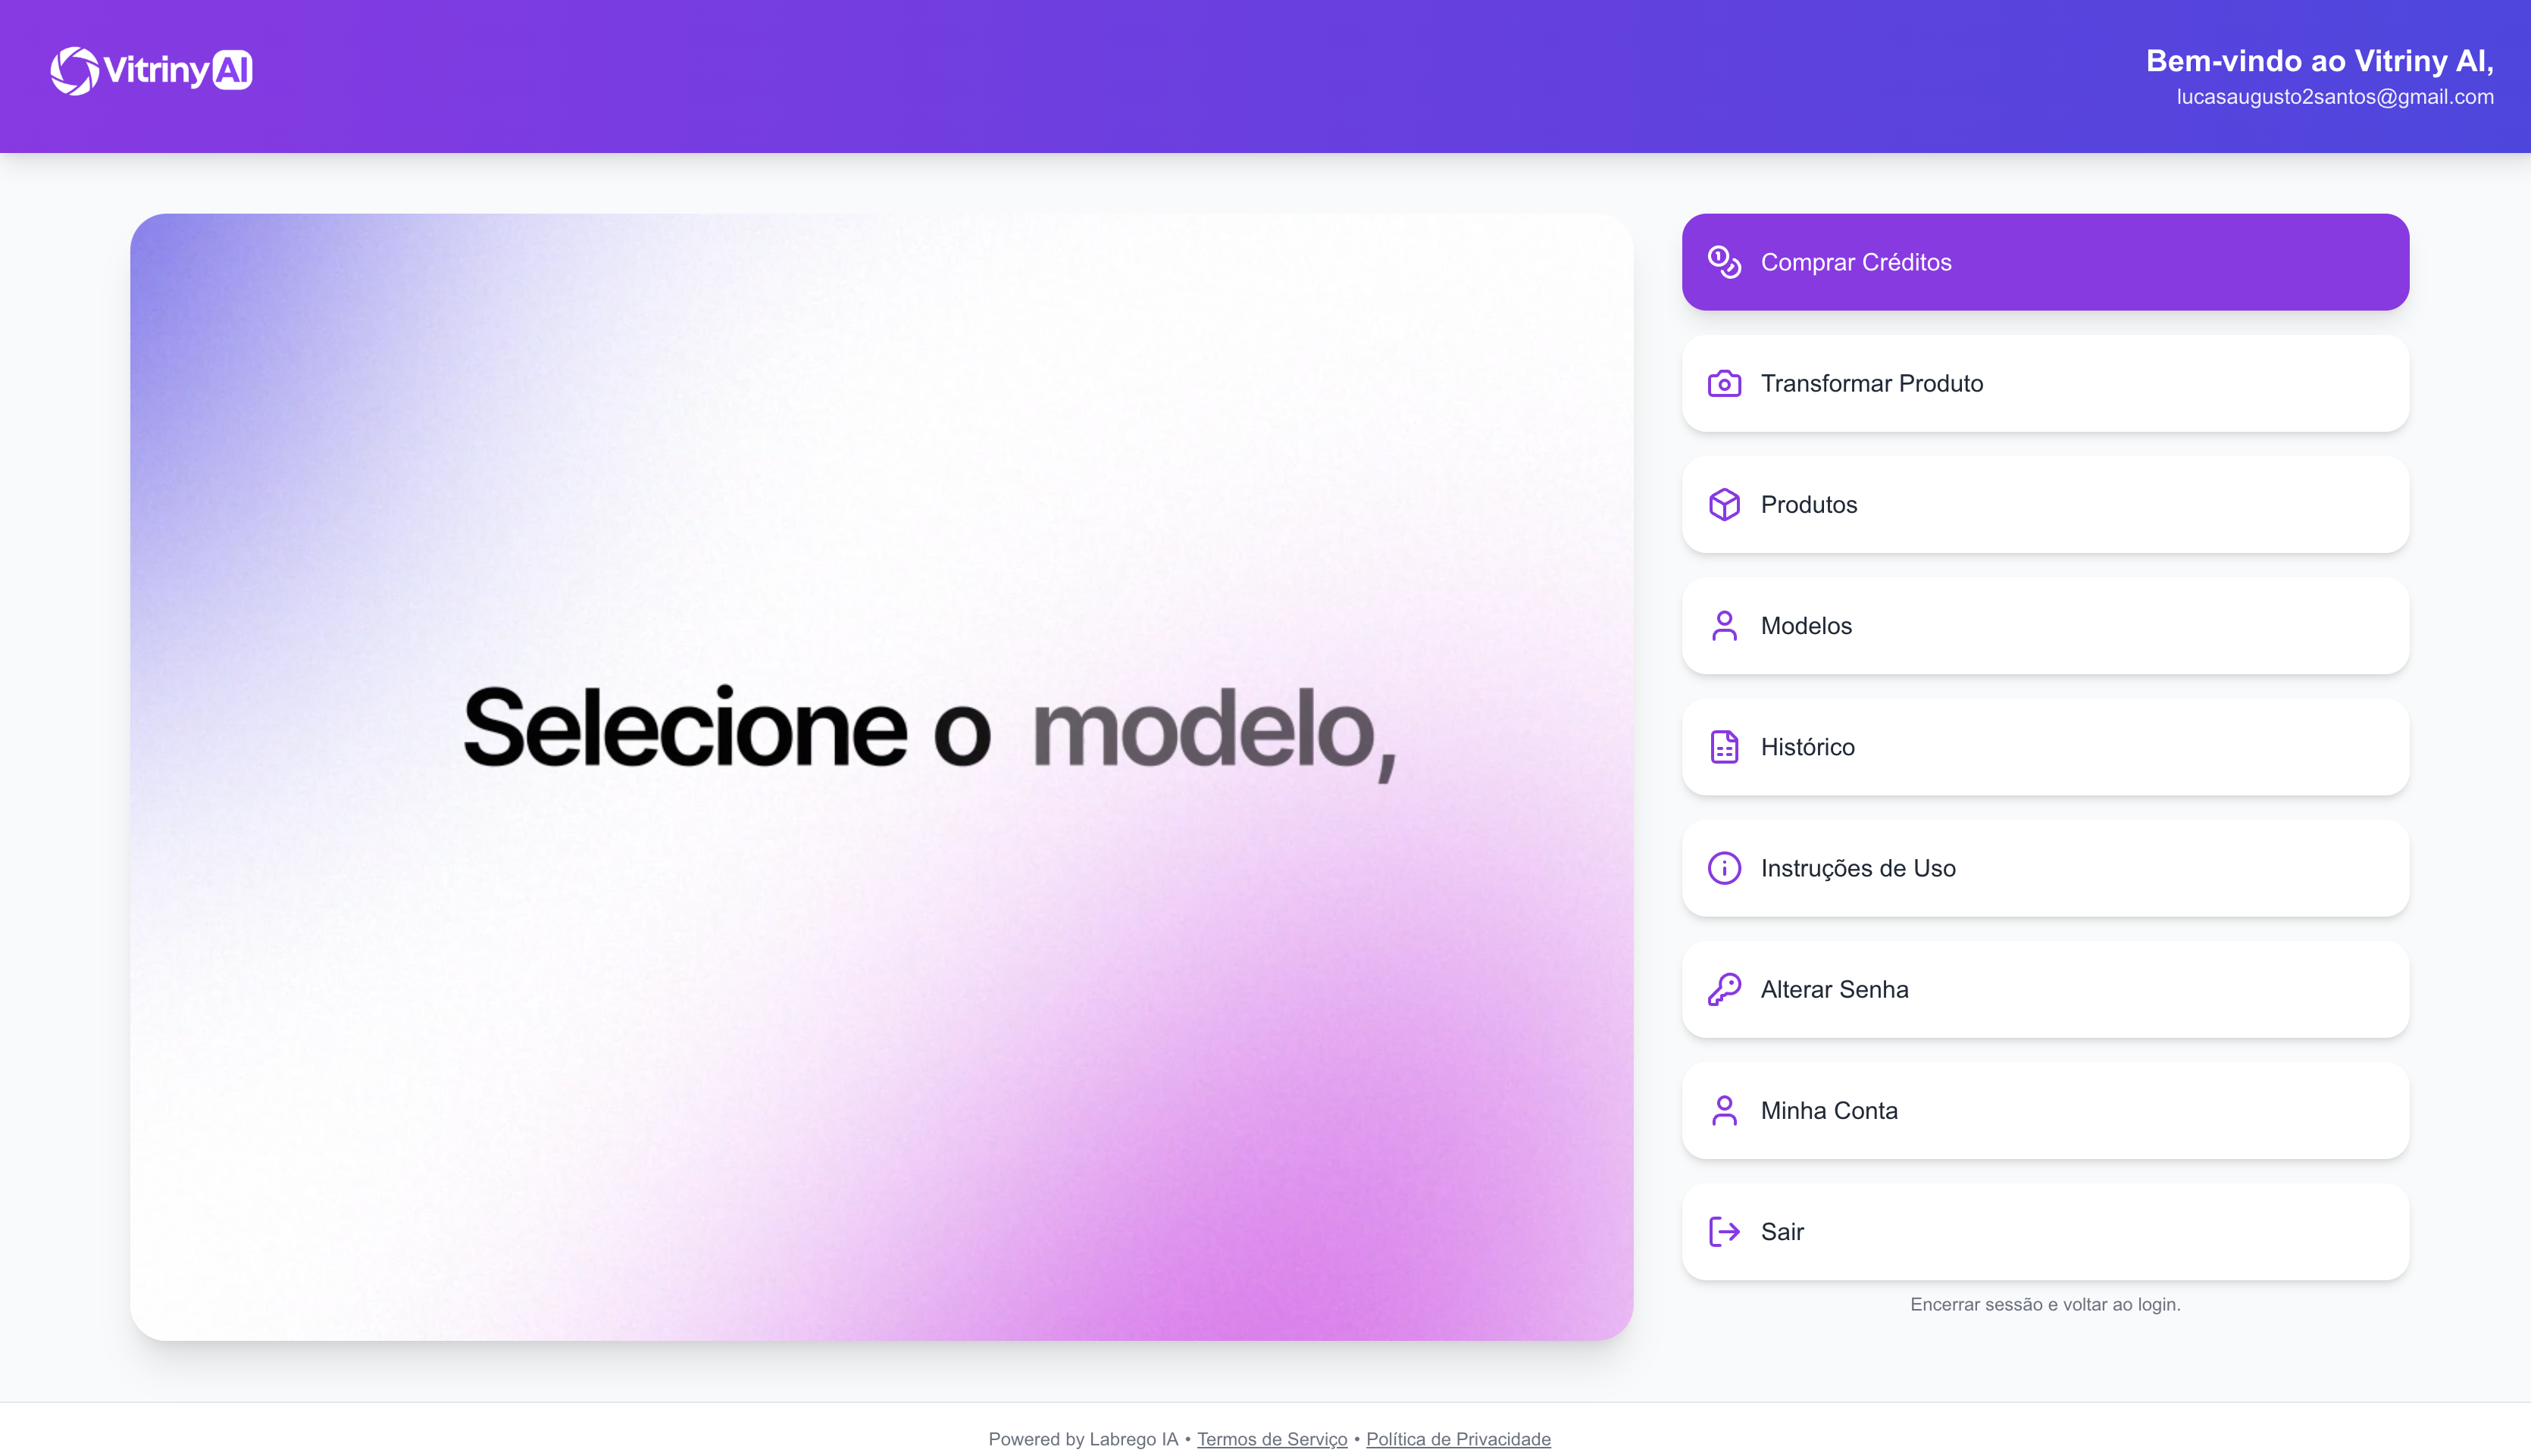 Vitriny AI
Bem-vindo ao Vitriny AI,
lucasaugusto2santos@gmail.com
Selecione o modelo,
Comprar Créditos
Transformar Produto
Produtos
Modelos
Histórico
Instruções de Uso
Alterar Senha
Minha Conta
Sair
Encerrar sessão e voltar ao login.
Powered by Labrego IA • Termos de Serviço • Política de Privacidade